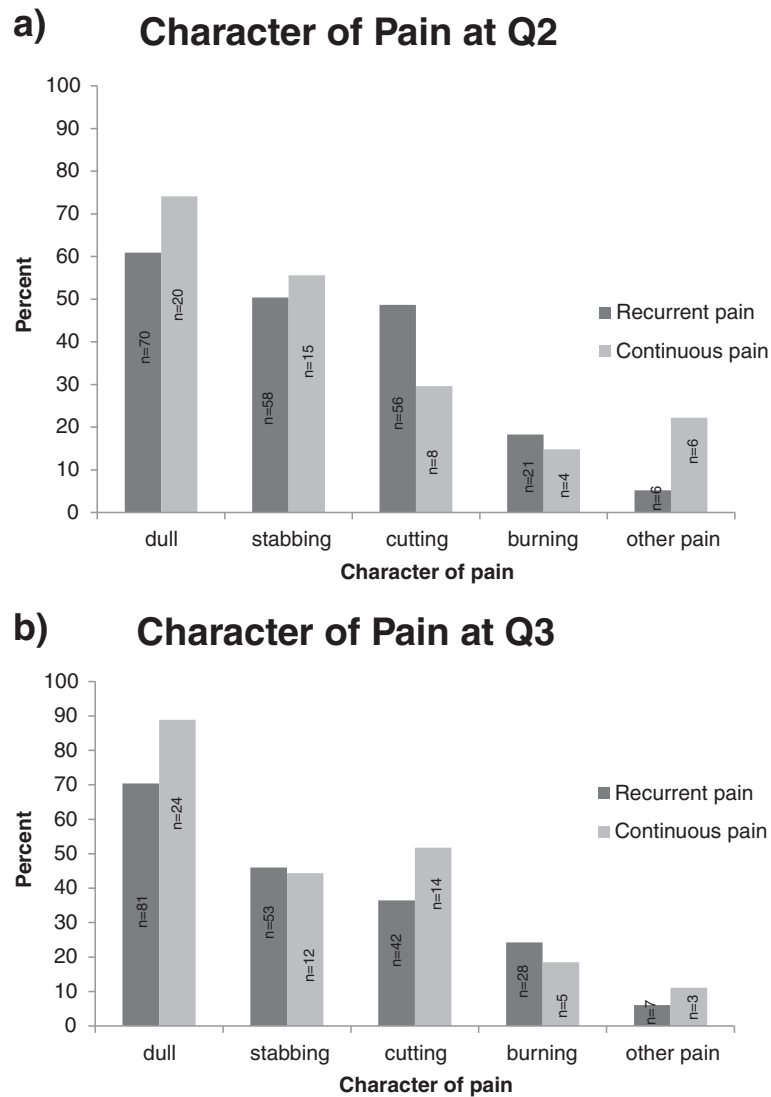 a) Character of Pain at Q2
100
90
80
70
60
50
40
30
20
10
0
Percent
n=70
n=20
n=58
n=15
n=56
n=8
n=21
n=4
n=6
n=6
Recurrent pain
Continuous pain
dull stabbing cutting burning other pain
Character of pain
b) Character of Pain at Q3
100
90
80
70
60
50
40
30
20
10
0
Percent
n=81
n=24
n=53
n=12
n=42
n=14
n=28
n=5
n=7
n=3
Recurrent pain
Continuous pain
dull stabbing cutting burning other pain
Character of pain